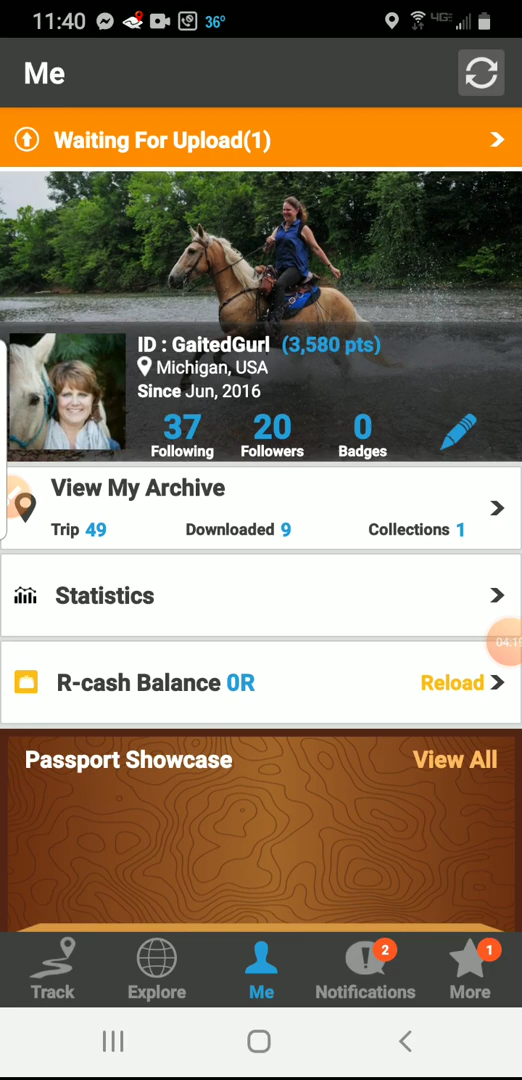 11:40 36° 4GE
Me
Waiting For Upload(1)
ID : GaitedGurl (3,580 pts)
Michigan, USA
Since Jun, 2016
37 20 0
Following Followers Badges
View My Archive
Trip 49 Downloaded 9 Collections 1
Statistics
R-cash Balance 0R Reload
Passport Showcase View All
2 1
Track Explore Me Notifications More